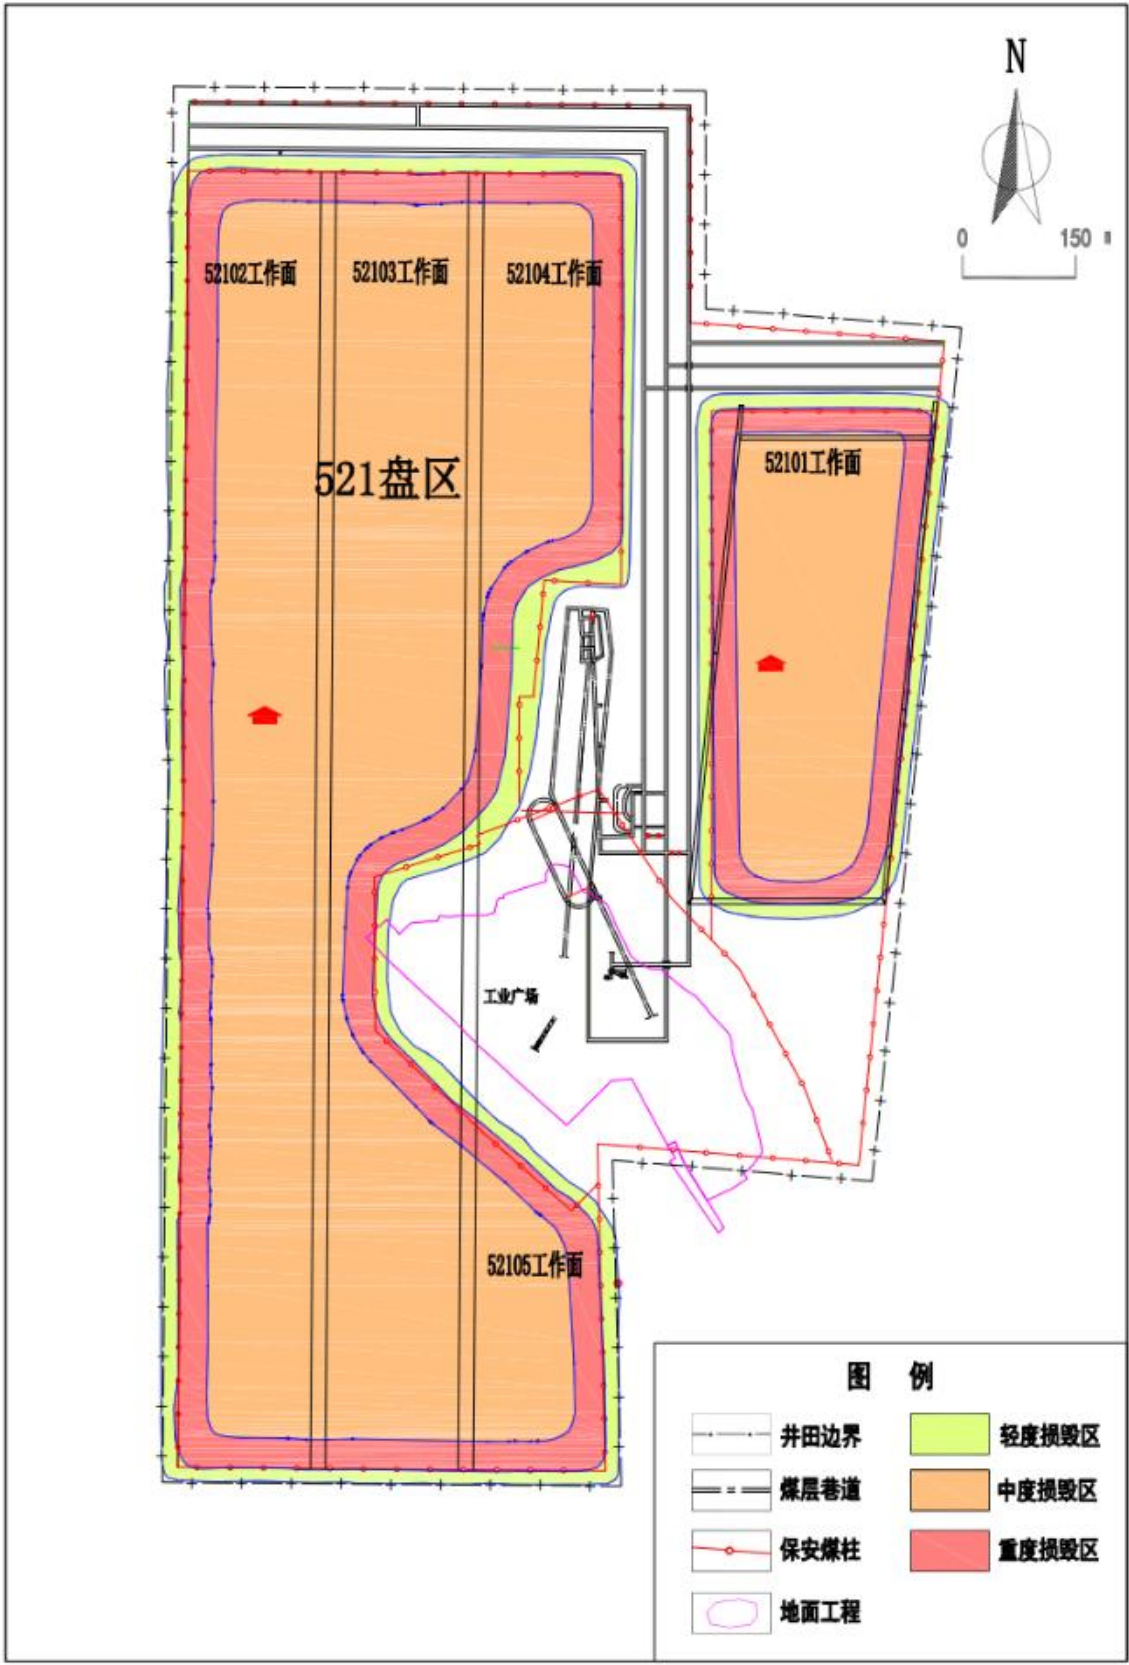 N
0 150 m
52102工作面 52103工作面 52104工作面
521盘区
52101工作面
工业广场
52105工作面
图 例
井田边界 轻度损毁区
煤层巷道 中度损毁区
保安煤柱 重度损毁区
地面工程